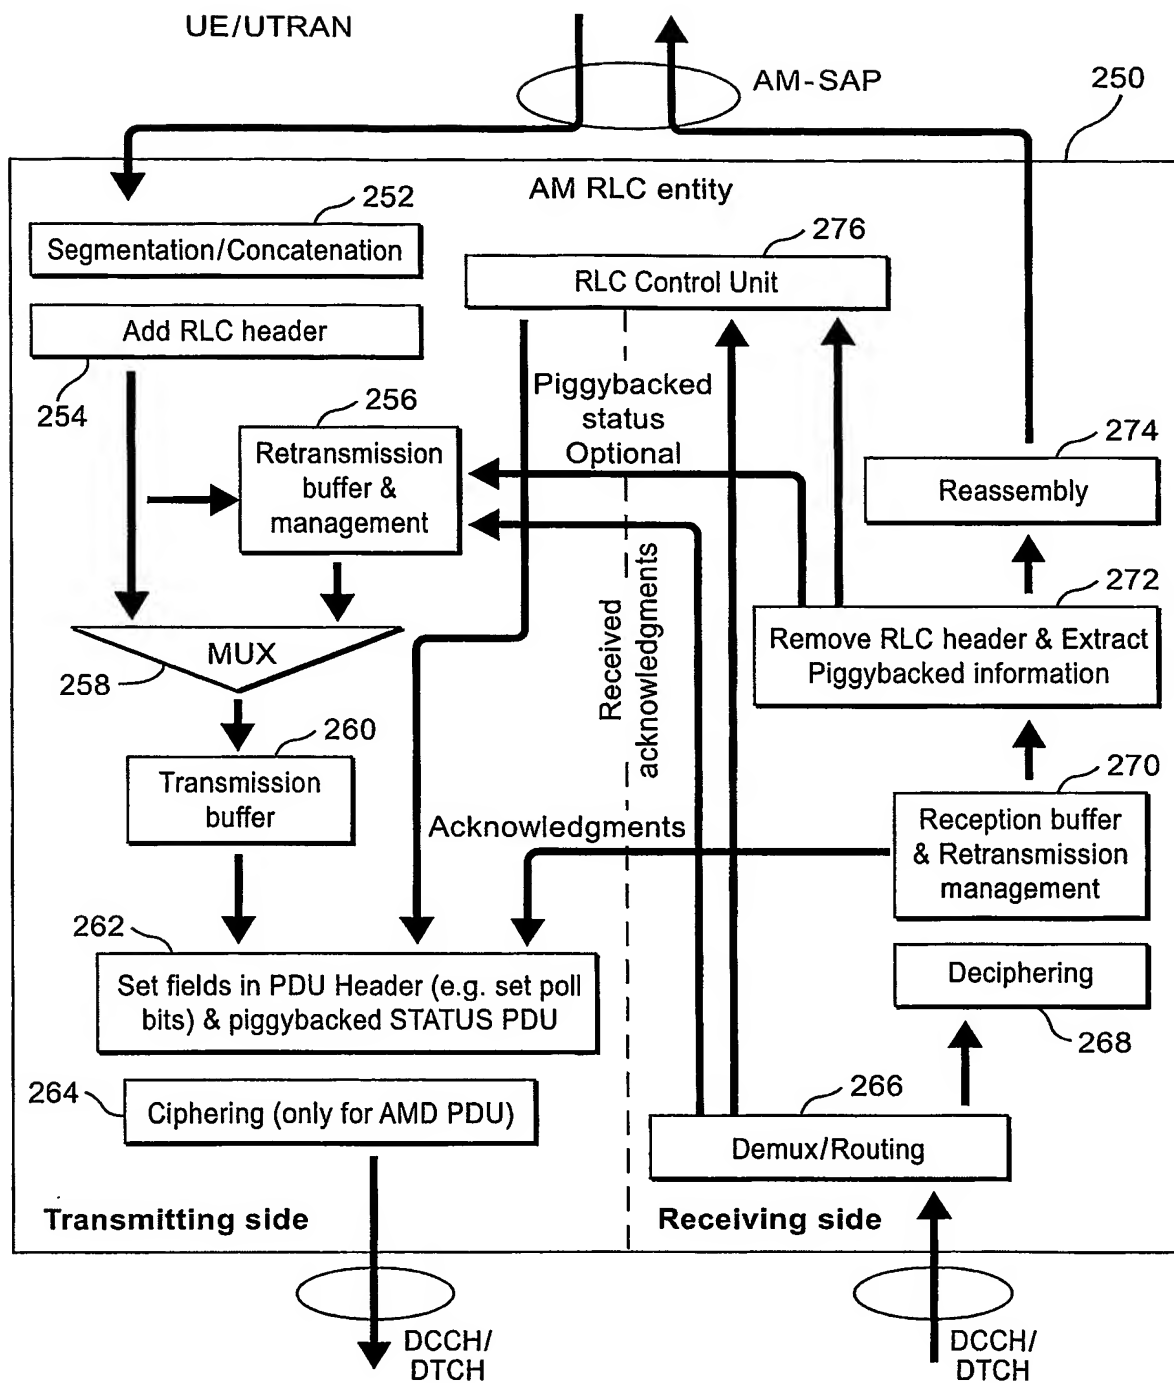 UE/UTRAN
AM-SAP
250
AM RLC entity
252
Segmentation/Concatenation
276
RLC Control Unit
Add RLC header
254
Piggybacked
status
Optional
256
Retransmission
buffer &
management
274
Reassembly
Received
acknowledgments
272
Remove RLC header & Extract
Piggybacked information
MUX
258
260
Transmission
buffer
270
Reception buffer
& Retransmission
management
Acknowledgments
262
Set fields in PDU Header (e.g. set poll
bits) & piggybacked STATUS PDU
Deciphering
268
264
Ciphering (only for AMD PDU)
266
Demux/Routing
Transmitting side
Receiving side
DCCH/
DTCH
DCCH/
DTCH